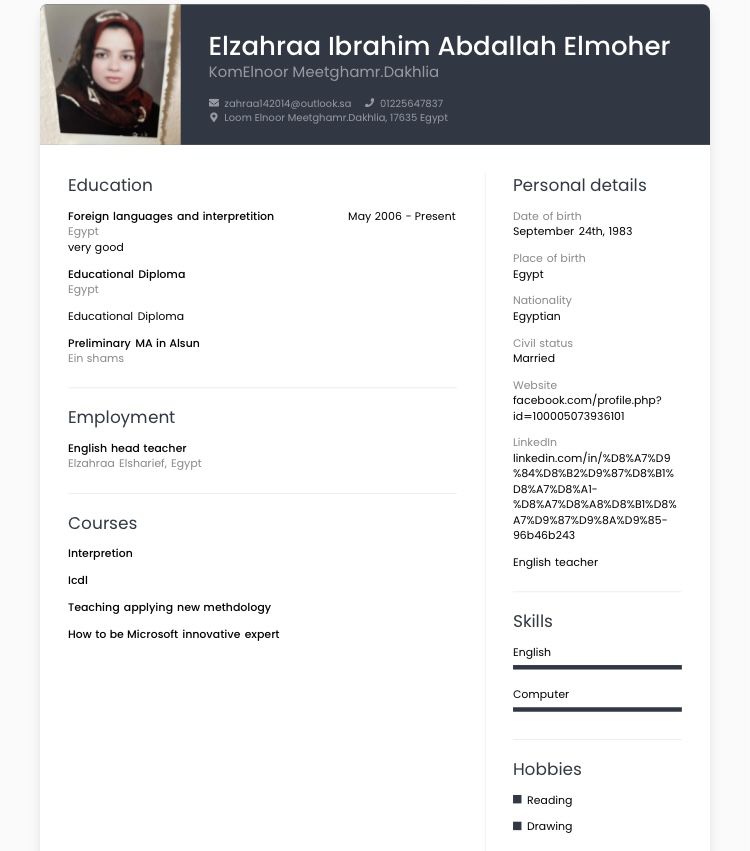 Elzahraa Ibrahim Abdallah Elmoher
KomElnoor Meetghamr.Dakhlia
zahraa142014@outlook.sa 01225647837
Loom Elnoor Meetghamr.Dakhlia, 17635 Egypt
Education
Foreign languages and interpretition May 2006 - Present
Egypt
very good
Educational Diploma
Egypt
Educational Diploma
Preliminary MA in Alsun
Ein shams
Employment
English head teacher
Elzahraa Elsharief, Egypt
Courses
Interpretion
Icdl
Teaching applying new methdology
How to be Microsoft innovative expert
Personal details
Date of birth
September 24th, 1983
Place of birth
Egypt
Nationality
Egyptian
Civil status
Married
Website
facebook.com/profile.php?
id=100005073936101
LinkedIn
linkedin.com/in/%D8%A7%D9
%84%D8%B2%D9%87%D8%B1%
D8%A7%D8%A1-
%D8%A7%D8%A8%D8%B1%D8%
A7%D9%87%D9%8A%D9%85-
96b46b243
English teacher
Skills
English
Computer
Hobbies
Reading
Drawing